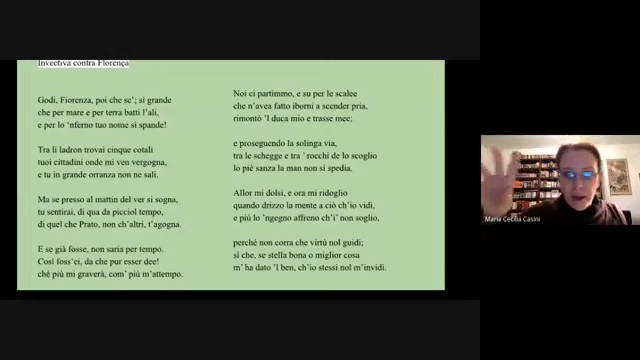 Invectiva contra Florença
Godi, Fiorenza, poi che se'; sì grande
che per mare e per terra batti l'ali,
e per lo 'nferno tuo nome si spande!
Tra li ladron trovai cinque cotali
tuoi cittadini onde mi ven vergogna,
e tu in grande orranza non ne sali.
Ma se presso al mattin del ver si sogna,
tu sentirai, di qua da picciol tempo,
di quel che Prato, non ch'altri, t'agogna.
E se già fosse, non saria per tempo.
Così foss'ei, da che pur esser dee!
ché più mi graverà, com' più m'attempo.
Noi ci partimmo, e su per le scalee
che n'avea fatto iborni a scender pria,
rimontò 'l duca mio e trasse mee;
e proseguendo la solinga via,
tra le schegge e tra ' rocchi de lo scoglio
lo piè sanza la man non si spedia.
Allor mi dolsi, e ora mi ridoglio
quando drizzo la mente a ciò ch'io vidi,
e più lo 'ngegno affreno ch'i' non soglio,
perché non corra che virtù nol guidi;
sì che, se stella bona o miglior cosa
m' ha dato 'l ben, ch'io stessi nol m'invidi.
Maria Cecilia Casini